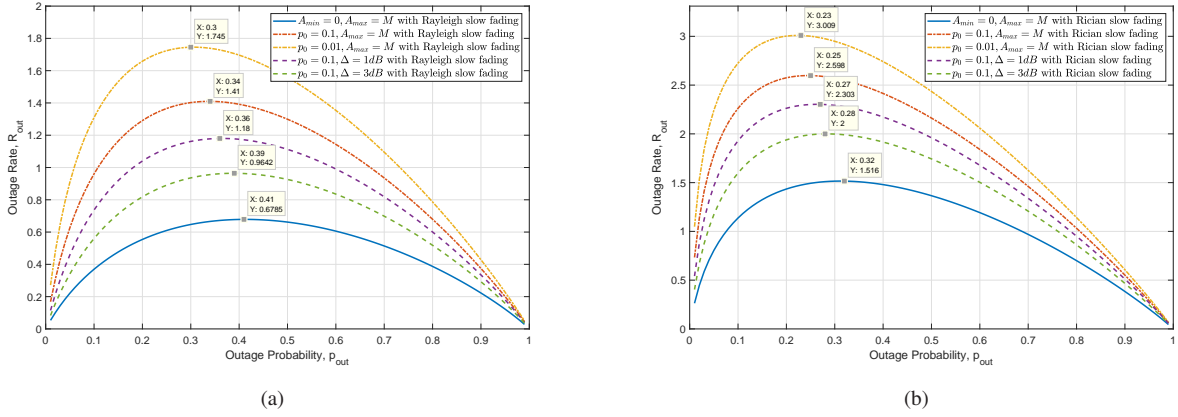 A_min = 0, A_max = M with Rayleigh slow fading
p_0 = 0.1, A_max = M with Rayleigh slow fading
p_0 = 0.01, A_max = M with Rayleigh slow fading
p_0 = 0.1, Δ = 1dB with Rayleigh slow fading
p_0 = 0.1, Δ = 3dB with Rayleigh slow fading
X: 0.3
Y: 1.745
X: 0.34
Y: 1.41
X: 0.36
Y: 1.18
X: 0.39
Y: 0.9642
X: 0.41
Y: 0.6785
2
1.8
1.6
1.4
1.2
1
0.8
0.6
0.4
0.2
0
Outage Rate, R_out
0 0.1 0.2 0.3 0.4 0.5 0.6 0.7 0.8 0.9 1
Outage Probability, p_out
(a)
A_min = 0, A_max = M with Rician slow fading
p_0 = 0.1, A_max = M with Rician slow fading
p_0 = 0.01, A_max = M with Rician slow fading
p_0 = 0.1, Δ = 1dB with Rician slow fading
p_0 = 0.1, Δ = 3dB with Rician slow fading
X: 0.23
Y: 3.009
X: 0.25
Y: 2.598
X: 0.27
Y: 2.303
X: 0.28
Y: 2
X: 0.32
Y: 1.516
3
2.5
2
1.5
1
0.5
0
Outage Rate, R_out
0 0.1 0.2 0.3 0.4 0.5 0.6 0.7 0.8 0.9 1
Outage Probability, p_out
(b)